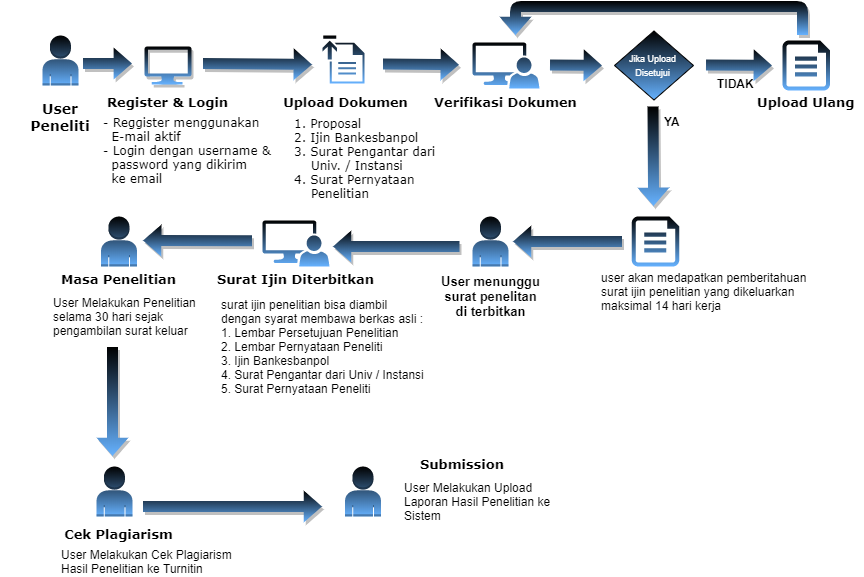 User
Peneliti
Register & Login
- Reggister menggunakan
E-mail aktif
- Login dengan username &
password yang dikirim
ke email
Upload Dokumen
1. Proposal
2. Ijin Bankesbanpol
3. Surat Pengantar dari
Univ. / Instansi
4. Surat Pernyataan
Penelitian
Verifikasi Dokumen
Jika Upload
Disetujui
TIDAK
Upload Ulang
YA
user akan medapatkan pemberitahuan
surat ijin penelitian yang dikeluarkan
maksimal 14 hari kerja
User menunggu
surat penelitan
di terbitkan
Surat Ijin Diterbitkan
surat ijin penelitian bisa diambil
dengan syarat membawa berkas asli :
1. Lembar Persetujuan Penelitian
2. Lembar Pernyataan Peneliti
3. Ijin Bankesbanpol
4. Surat Pengantar dari Univ / Instansi
5. Surat Pernyataan Peneliti
Masa Penelitian
User Melakukan Penelitian
selama 30 hari sejak
pengambilan surat keluar
Cek Plagiarism
User Melakukan Cek Plagiarism
Hasil Penelitian ke Turnitin
Submission
User Melakukan Upload
Laporan Hasil Penelitian ke
Sistem